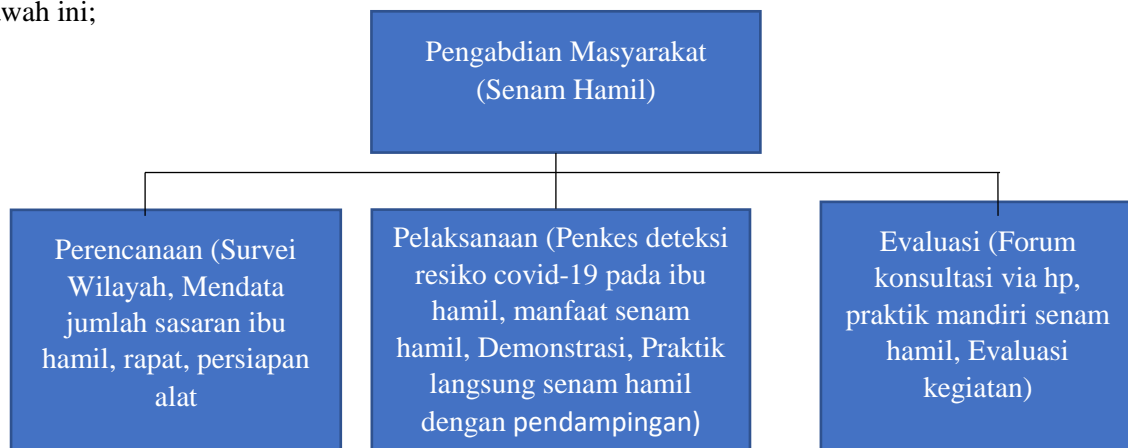 wah ini;
Pengabdian Masyarakat
(Senam Hamil)
Perencanaan (Survei
Wilayah, Mendata
jumlah sasaran ibu
hamil, rapat, persiapan
alat
Pelaksanaan (Penkes deteksi
resiko covid-19 pada ibu
hamil, manfaat senam
hamil, Demonstrasi, Praktik
langsung senam hamil
dengan pendampingan)
Evaluasi (Forum
konsultasi via hp,
praktik mandiri senam
hamil, Evaluasi
kegiatan)